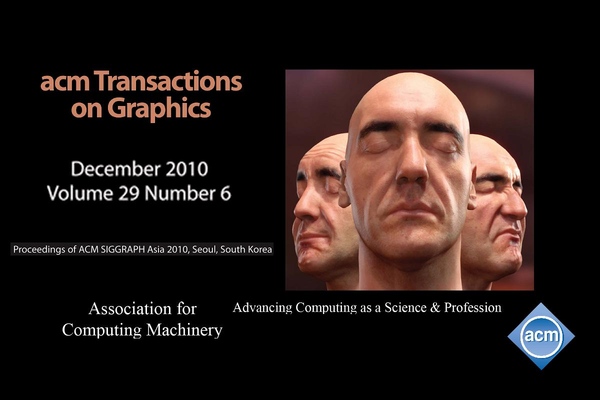 acm Transactions
on Graphics
December 2010
Volume 29 Number 6
Proceedings of ACM SIGGRAPH Asia 2010, Seoul, South Korea
Association for
Computing Machinery
Advancing Computing as a Science & Profession
acm